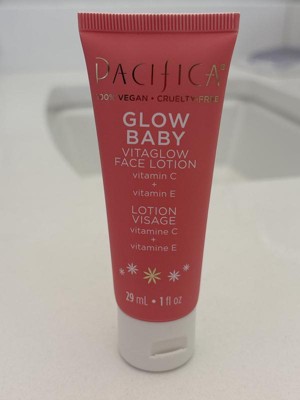 PACIFICA®
100% VEGAN • CRUELTY-FREE
GLOW
BABY
VITAGLOW
FACE LOTION
vitamin C
+
vitamin E
LOTION
VISAGE
vitamine C
+
vitamine E
29 mL • 1 fl oz